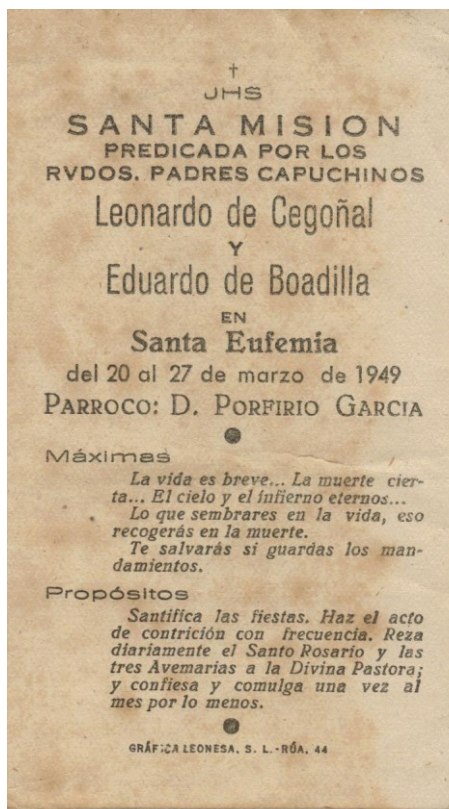 †
JHS
SANTA MISION
PREDICADA POR LOS
RVDOS. PADRES CAPUCHINOS
Leonardo de Cegoñal
Y
Eduardo de Boadilla
EN
Santa Eufemia
del 20 al 27 de marzo de 1949
PARROCO: D. PORFIRIO GARCIA
●
Máximas
La vida es breve... La muerte cier-
ta... El cielo y el infierno eternos...
Lo que sembrares en la vida, eso
recogerás en la muerte.
Te salvarás si guardas los man-
damientos.
Propósitos
Santifica las fiestas. Haz el acto
de contrición con frecuencia. Reza
diariamente el Santo Rosario y las
tres Avemarias a la Divina Pastora;
y confiesa y comulga una vez al
mes por lo menos.
●
GRÁFICA LEONESA, S. L.-RÚA, 44